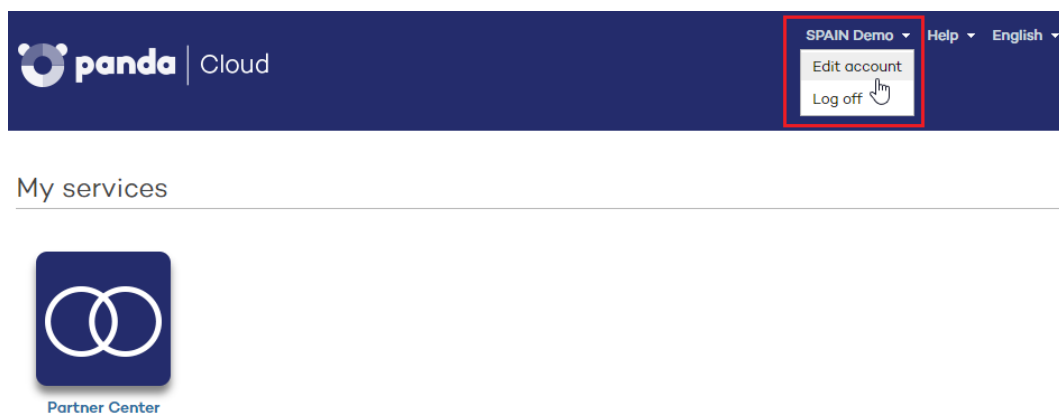 panda Cloud
SPAIN Demo Help English
Edit account
Log off
My services
Partner Center